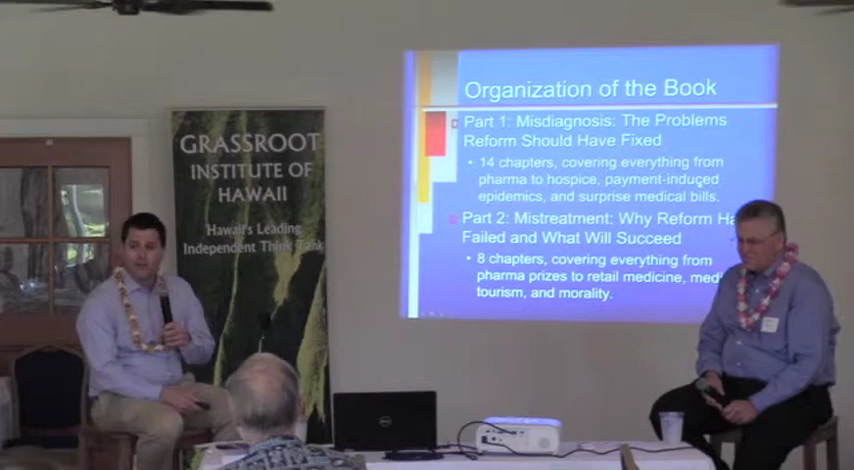 GRASSROOT
INSTITUTE OF
HAWAII
Hawaii's Leading
Independent Think Tank
Organization of the Book
Part 1: Misdiagnosis: The Problems
Reform Should Have Fixed
• 14 chapters, covering everything from
pharma to hospice, payment-induced
epidemics, and surprise medical bills.
Part 2: Mistreatment: Why Reform Ha
Failed and What Will Succeed
• 8 chapters, covering everything from
pharma prizes to retail medicine, medi
tourism, and morality.
DELL